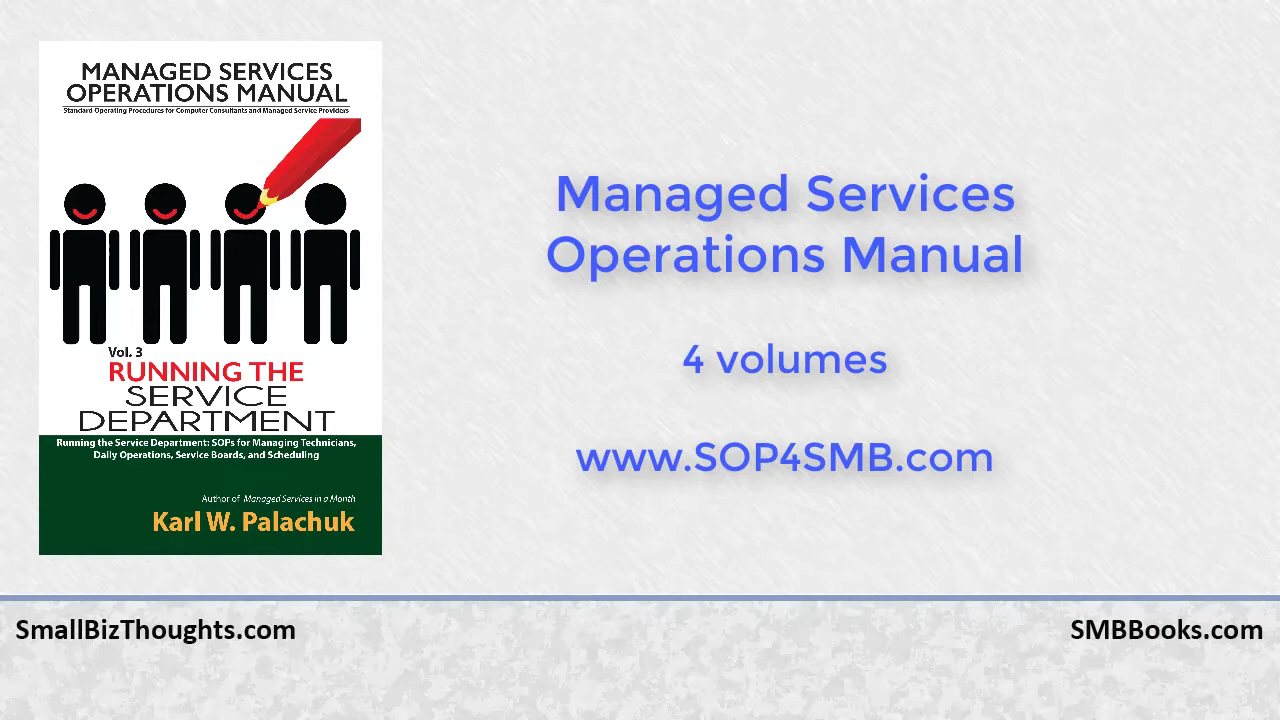 MANAGED SERVICES
OPERATIONS MANUAL
Standard Operating Procedures for Computer Consultants and Managed Service Providers
Vol. 3
RUNNING THE
SERVICE
DEPARTMENT
Running the Service Department: SOPs for Managing Technicians,
Daily Operations, Service Boards, and Scheduling
Author of Managed Services in a Month
Karl W. Palachuk
Managed Services
Operations Manual
4 volumes
www.SOP4SMB.com
SmallBizThoughts.com
SMBBooks.com